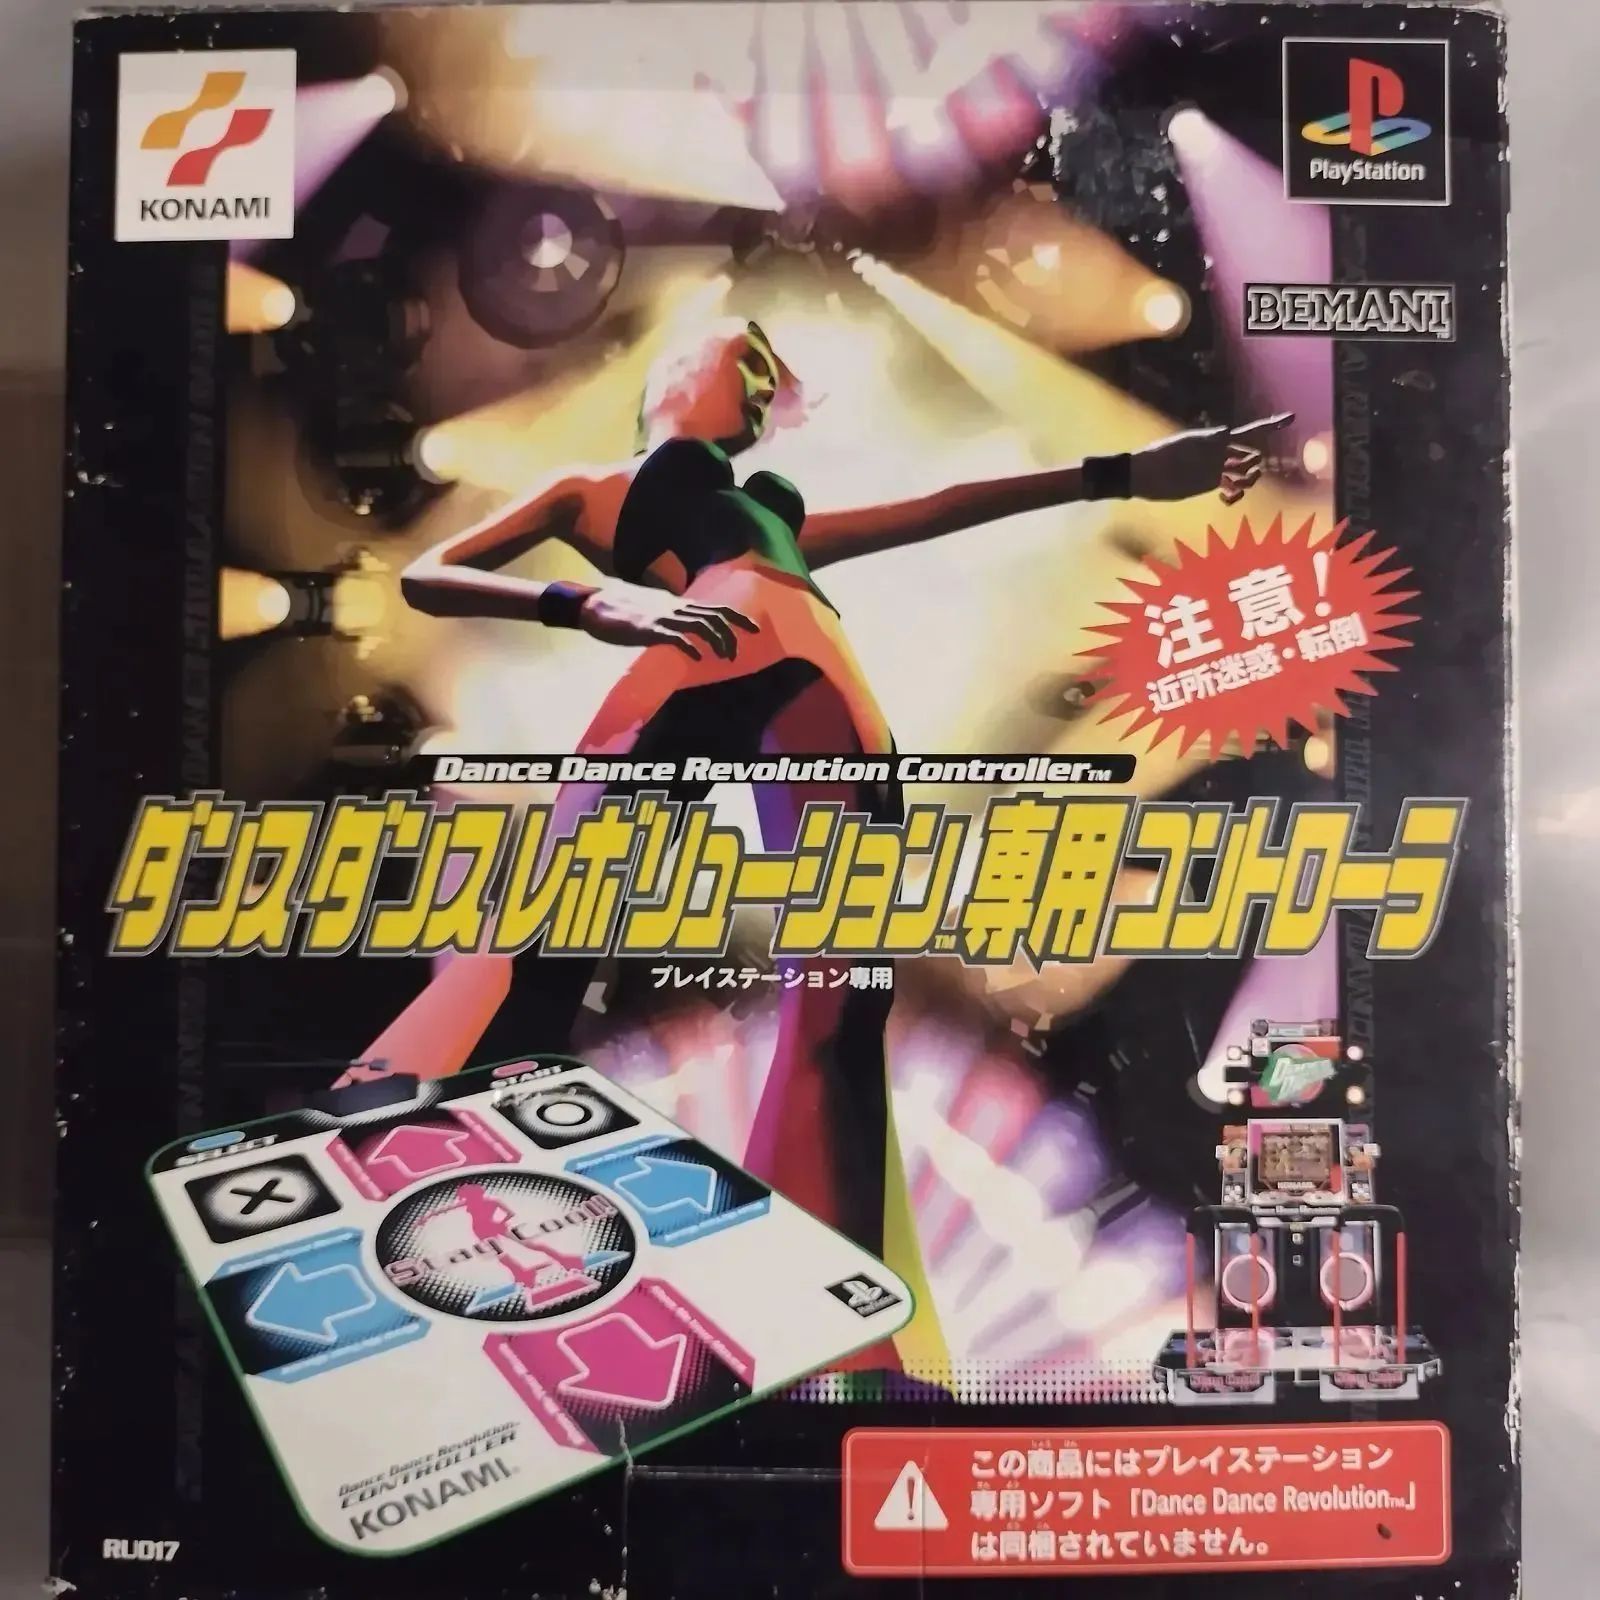 KONAMI
PlayStation
BEMANI
注意!
近所迷惑・転倒
Dance Dance Revolution Controller™
ダンスダンスレボリューション™専用コントローラ
プレイステーション専用
START
SELECT
Stay Cool!!
Dance Dance Revolution
CONTROLLER
KONAMI
この商品にはプレイステーション
専用ソフト「Dance Dance Revolution™」
は同梱されていません。
RU017